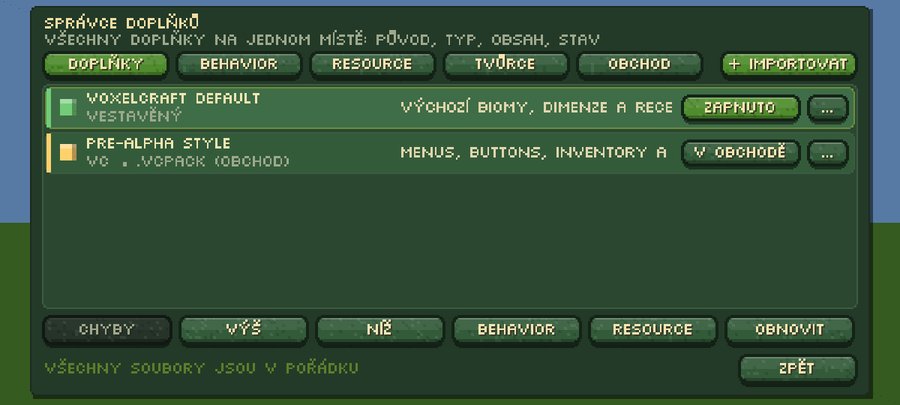 SPRÁVCE DOPLŇKŮ
VŠECHNY DOPLŇKY NA JEDNOM MÍSTĚ: PŮVOD, TYP, OBSAH, STAV
DOPLŇKY BEHAVIOR RESOURCE TVŮRCE OBCHOD + IMPORTOVAT
VOXELCRAFT DEFAULT
VESTAVĚNÝ
VÝCHOZÍ BIOMY, DIMENZE A RECE ZAPNUTO ...
PRE-ALPHA STYLE
VC . .VCPACK (OBCHOD)
MENUS, BUTTONS, INVENTORY A V OBCHODĚ ...
CHYBY VÝŠ NÍŽ BEHAVIOR RESOURCE OBNOVIT
VŠECHNY SOUBORY JSOU V POŘÁDKU
ZPĚT